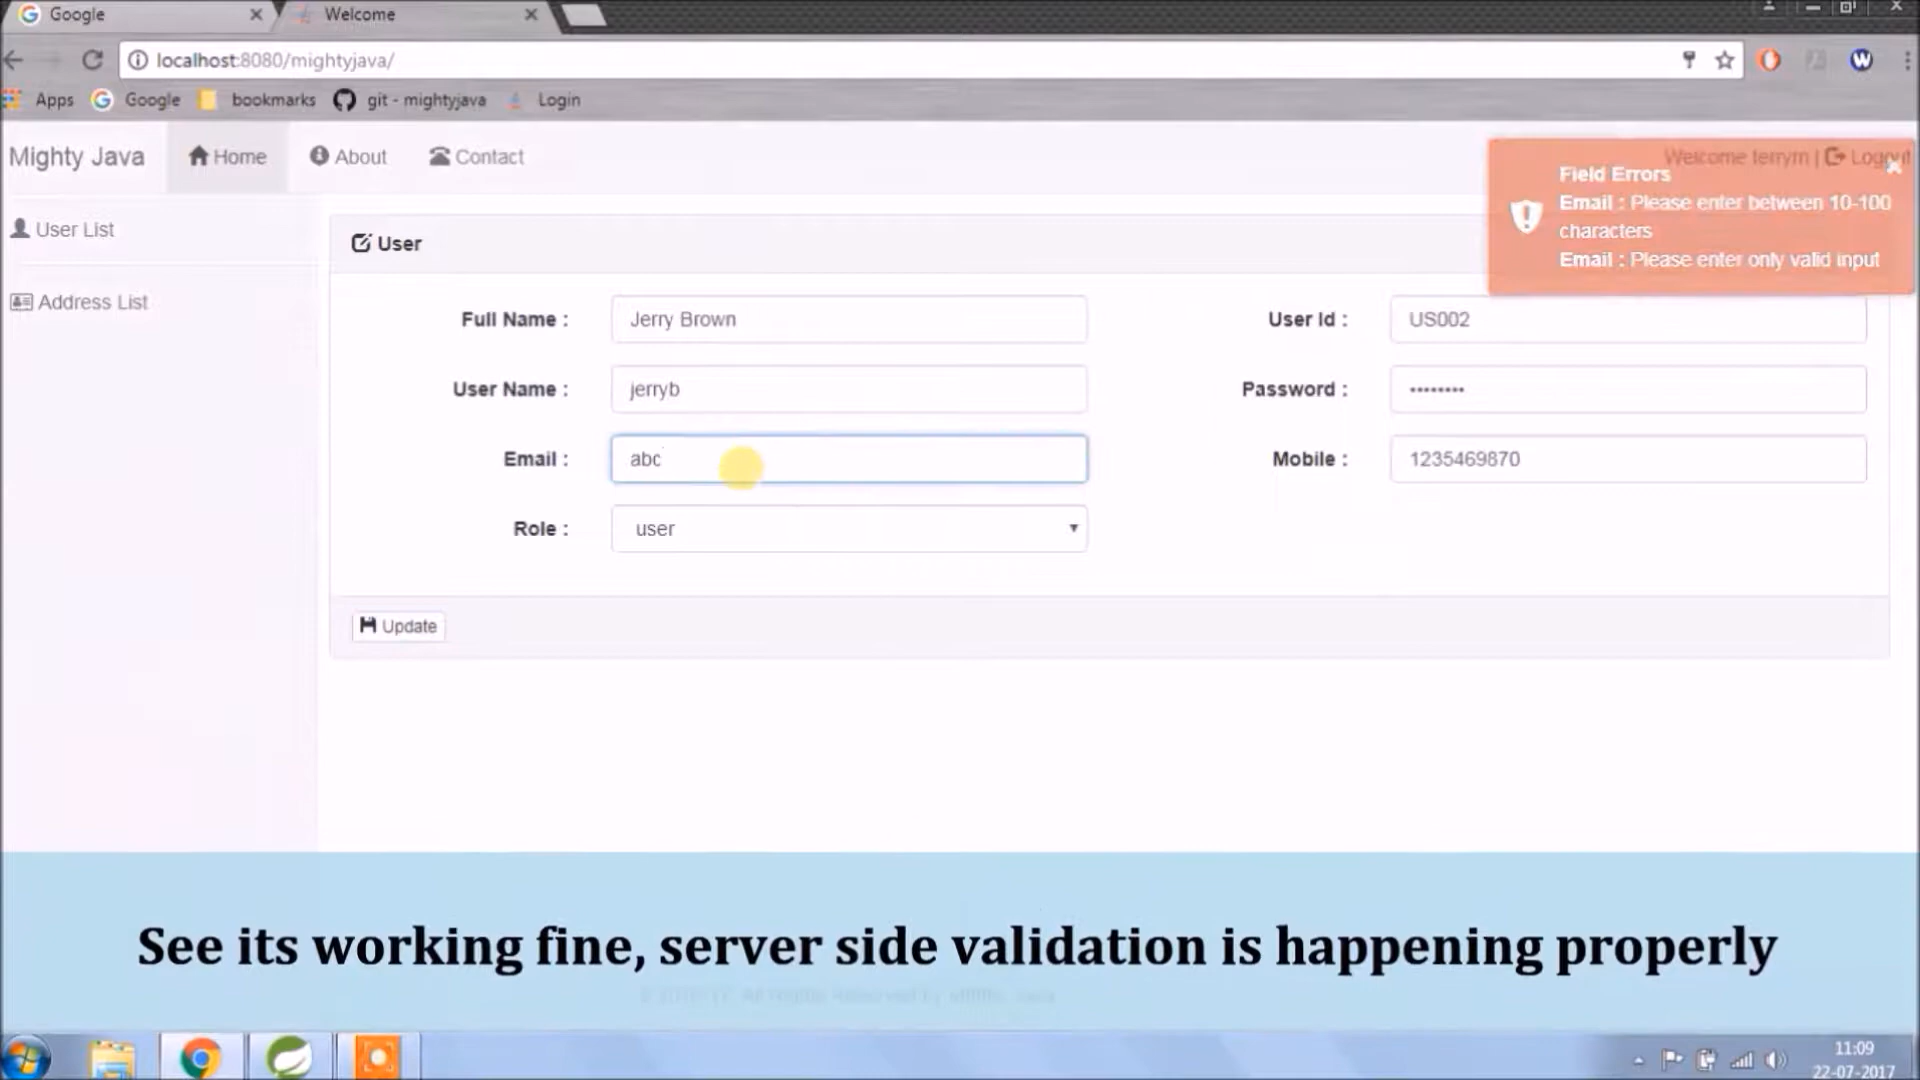 Google
Welcome
localhost:8080/mightyjava/
W
Apps
Google
bookmarks
git - mightyjava
Login
Mighty Java
Home
About
Contact
Welcome terrym | Logout
Field Errors
Email : Please enter between 10-100
characters
Email : Please enter only valid input
User List
Address List
User
Full Name :
Jerry Brown
User Id :
US002
User Name :
jerryb
Password :
••••••••
Email :
abc
Mobile :
1235469870
Role :
user
Update
See its working fine, server side validation is happening properly
11:09
22-07-2017